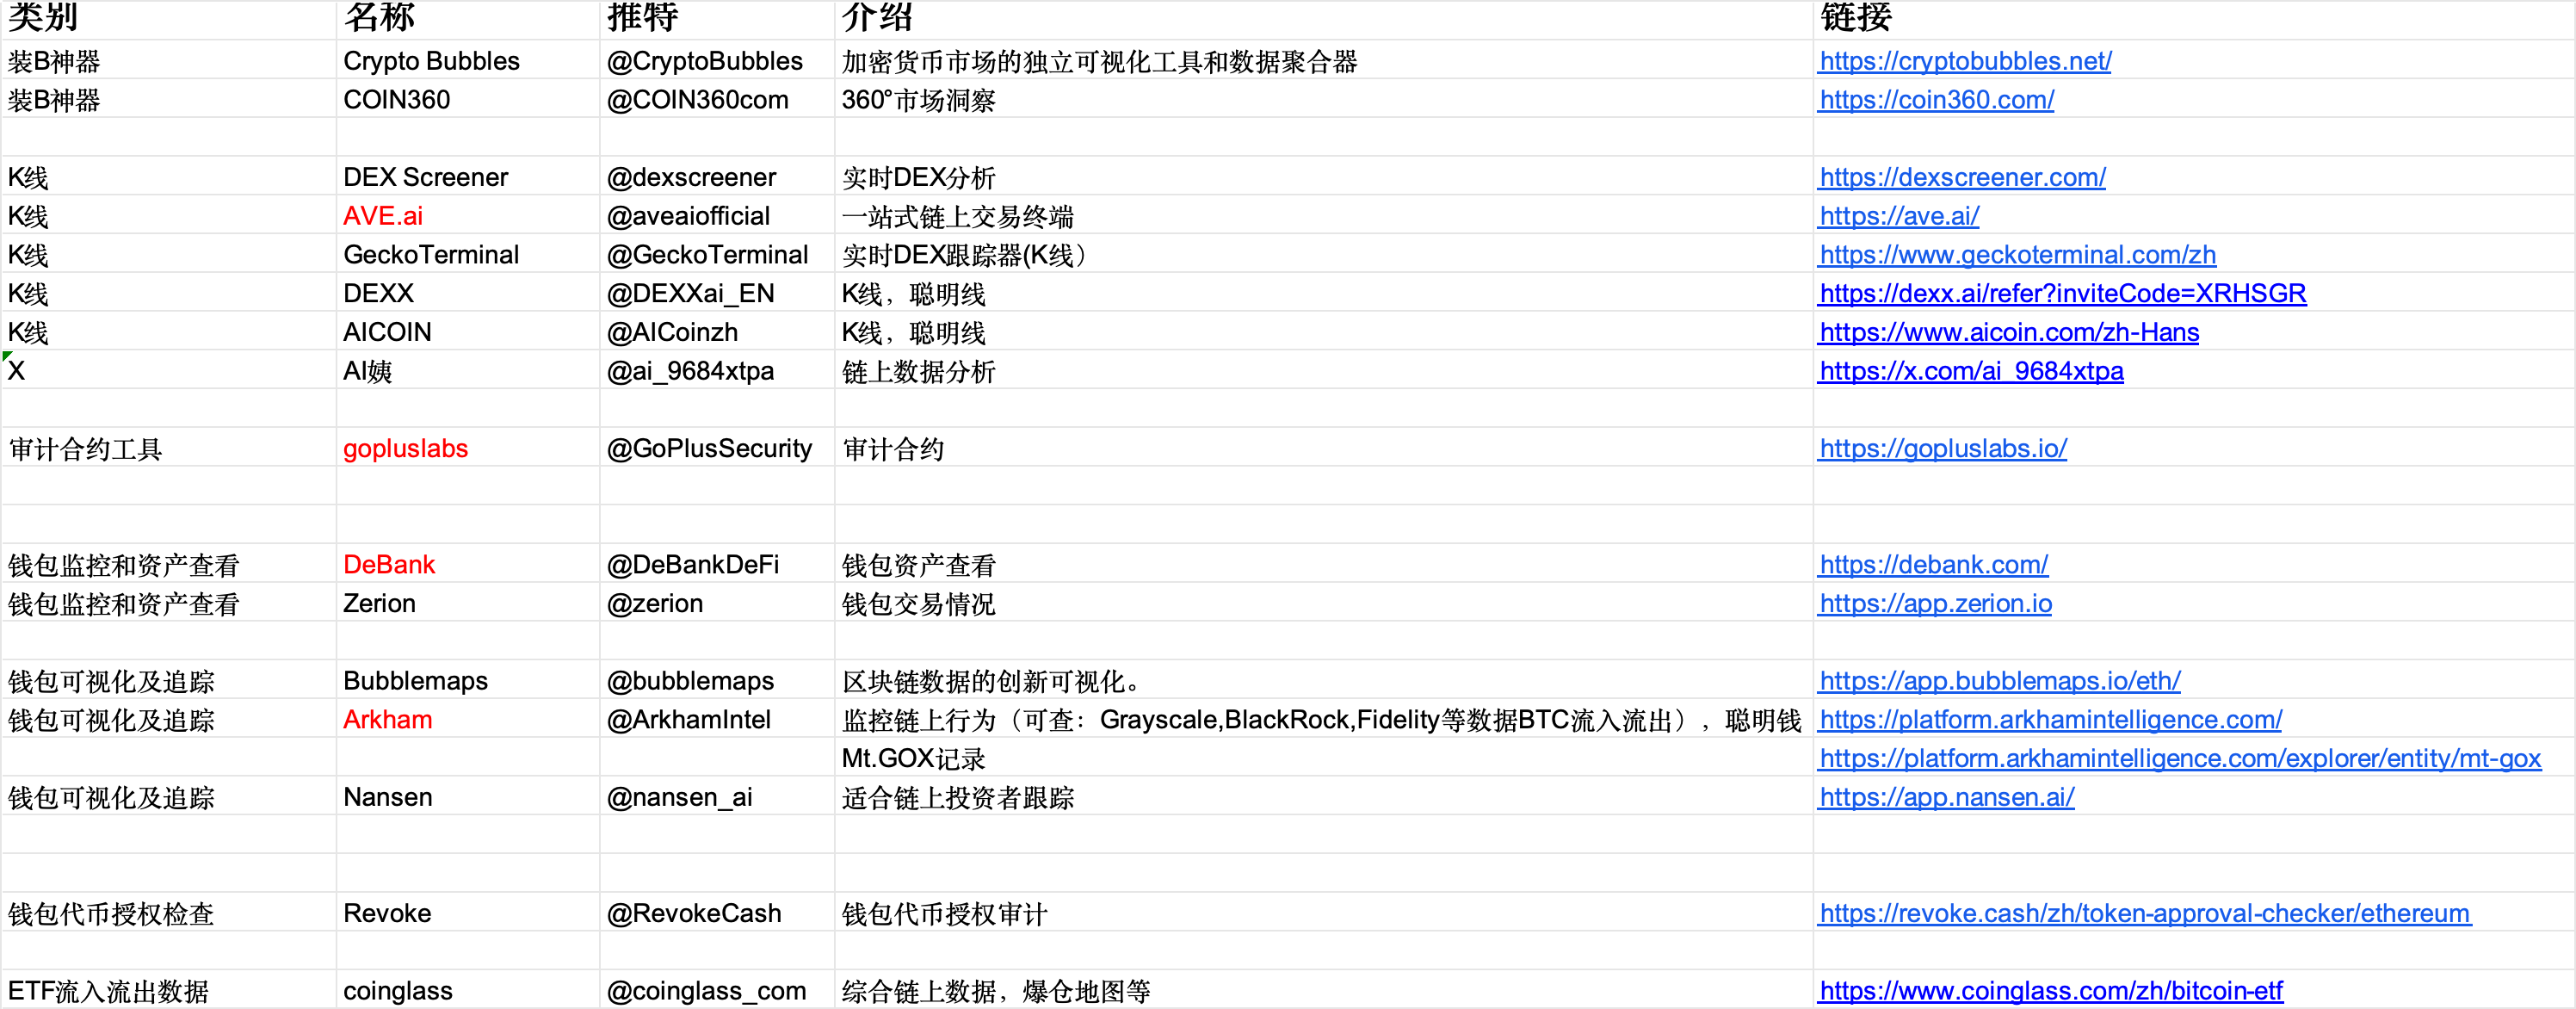 类别 名称 推特 介绍 链接
装B神器 Crypto Bubbles @CryptoBubbles 加密货币市场的独立可视化工具和数据聚合器 https://cryptobubbles.net/
装B神器 COIN360 @COIN360com 360°市场洞察 https://coin360.com/
K线 DEX Screener @dexscreener 实时DEX分析 https://dexscreener.com/
K线 AVE.ai @aveaiofficial 一站式链上交易终端 https://ave.ai/
K线 GeckoTerminal @GeckoTerminal 实时DEX跟踪器(K线） https://www.geckoterminal.com/zh
K线 DEXX @DEXXai_EN K线，聪明线 https://dexx.ai/refer?inviteCode=XRHSGR
K线 AICOIN @AICoinzh K线，聪明线 https://www.aicoin.com/zh-Hans
X AI姨 @ai_9684xtpa 链上数据分析 https://x.com/ai_9684xtpa
审计合约工具 gopluslabs @GoPlusSecurity 审计合约 https://gopluslabs.io/
钱包监控和资产查看 DeBank @DeBankDeFi 钱包资产查看 https://debank.com/
钱包监控和资产查看 Zerion @zerion 钱包交易情况 https://app.zerion.io
钱包可视化及追踪 Bubblemaps @bubblemaps 区块链数据的创新可视化。 https://app.bubblemaps.io/eth/
钱包可视化及追踪 Arkham @ArkhamIntel 监控链上行为（可查：Grayscale,BlackRock,Fidelity等数据BTC流入流出），聪明钱 https://platform.arkhamintelligence.com/
Mt.GOX记录 https://platform.arkhamintelligence.com/explorer/entity/mt-gox
钱包可视化及追踪 Nansen @nansen_ai 适合链上投资者跟踪 https://app.nansen.ai/
钱包代币授权检查 Revoke @RevokeCash 钱包代币授权审计 https://revoke.cash/zh/token-approval-checker/ethereum
ETF流入流出数据 coinglass @coinglass_com 综合链上数据，爆仓地图等 https://www.coinglass.com/zh/bitcoin-etf